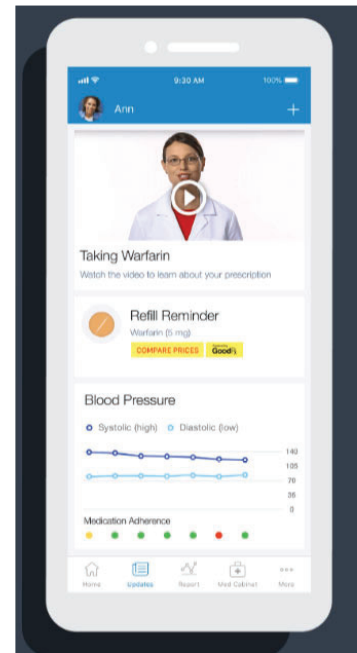 9:30 AM 100%
Ann +
Taking Warfarin
Watch the video to learn about your prescription
Refill Reminder
Warfarin (5 mg)
COMPARE PRICES GoodRx
Blood Pressure
Systolic (high) Diastolic (low)
140
105
70
35
0
Medication Adherence
Home Updates Report Med Cabinet More